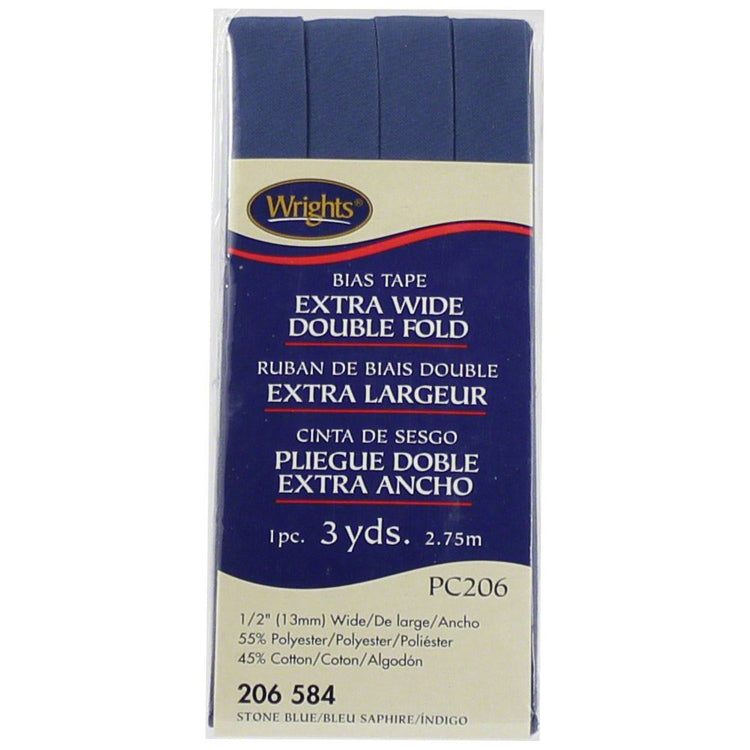 Wrights®
BIAS TAPE
EXTRA WIDE
DOUBLE FOLD
RUBAN DE BIAIS DOUBLE
EXTRA LARGEUR
CINTA DE SESGO
PLIEGUE DOBLE
EXTRA ANCHO
1pc. 3 yds. 2.75m
PC206
1/2" (13mm) Wide/De large/Ancho
55% Polyester/Polyester/Poliéster
45% Cotton/Coton/Algodón
206 584
STONE BLUE/BLEU SAPHIRE/ÍNDIGO